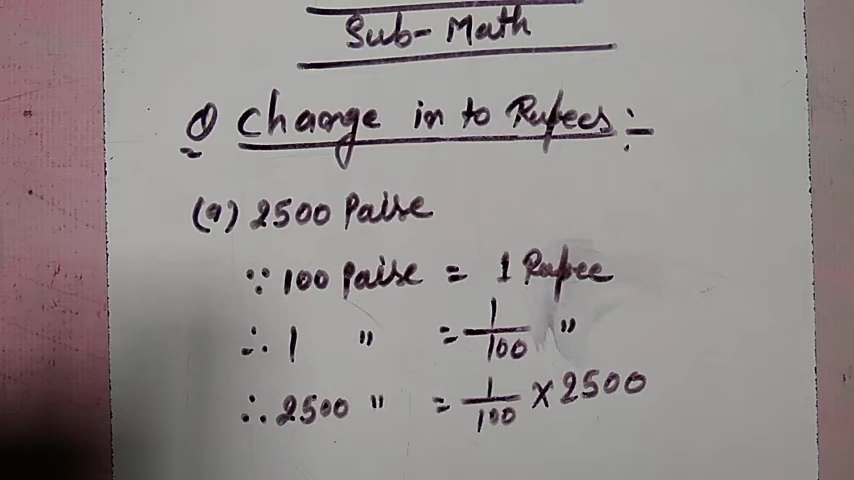 Sub- Math
Q Change in to Rupees :-
(a) 2500 Paise
∵ 100 Paise = 1 Rupee
∴ 1 " = 1/100 "
∴ 2500 " = 1/100 × 2500